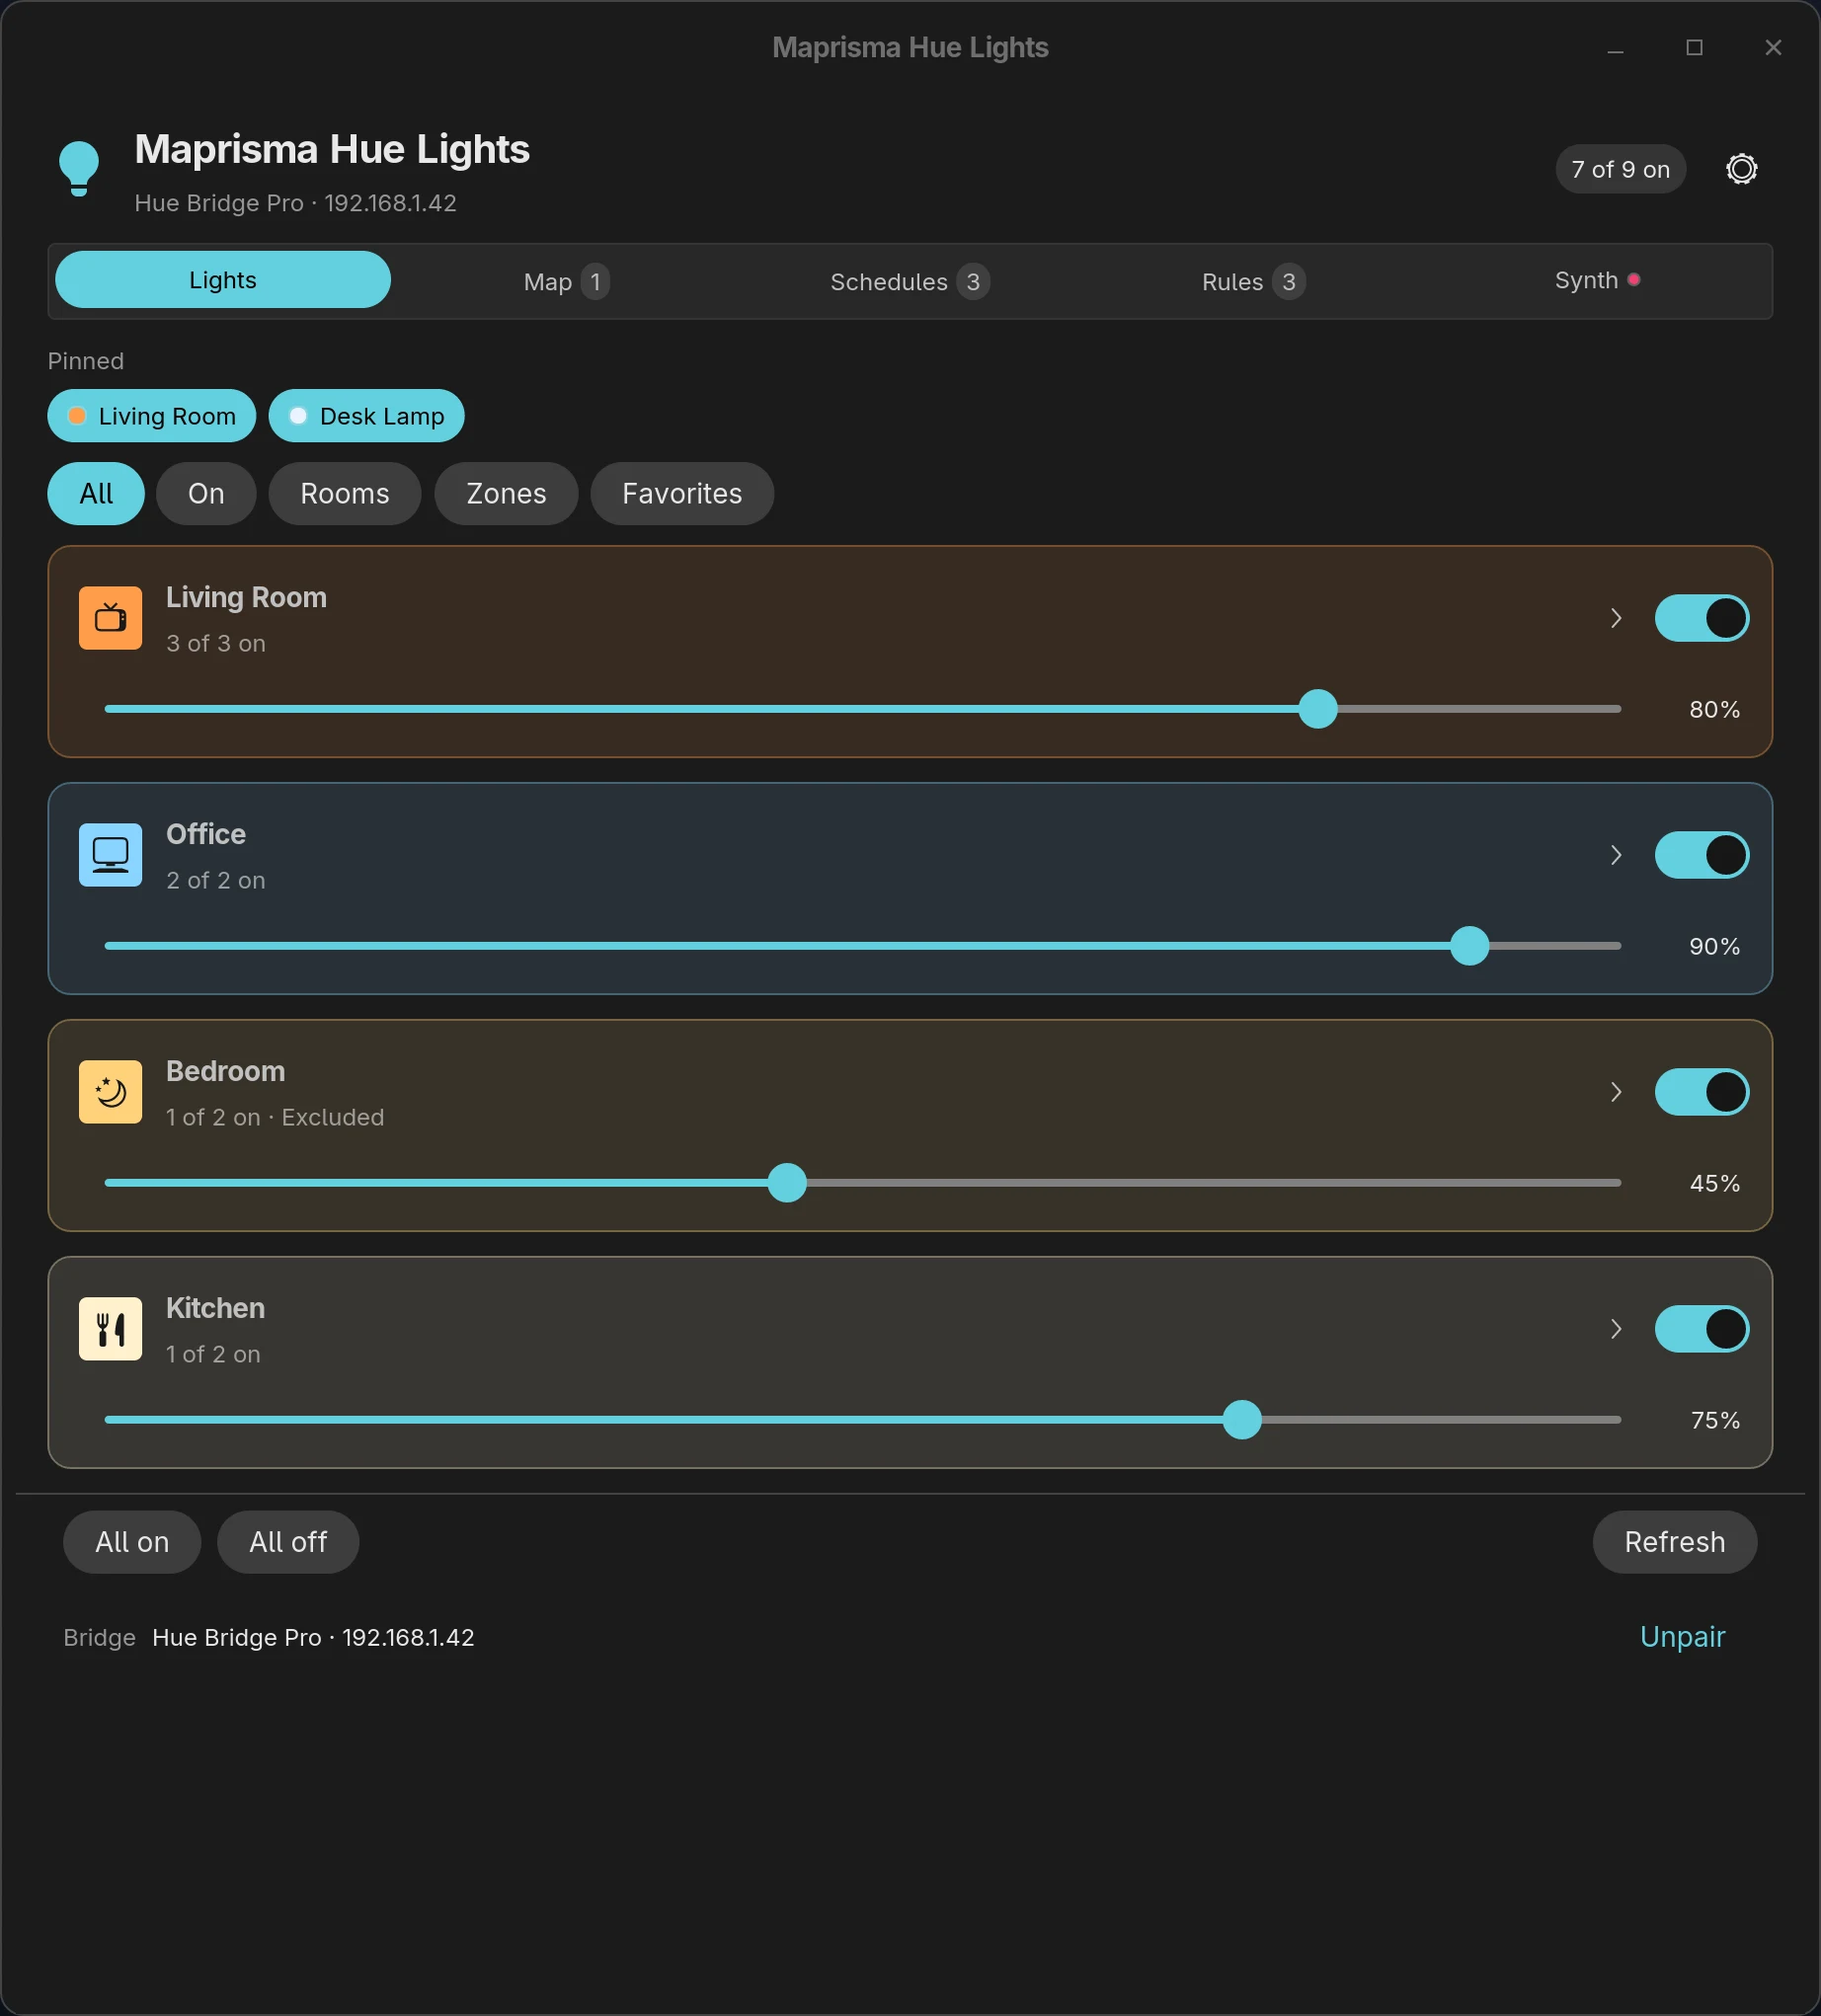 Maprisma Hue Lights
Maprisma Hue Lights
Hue Bridge Pro · 192.168.1.42
7 of 9 on
Lights
Map 1
Schedules 3
Rules 3
Synth
Pinned
Living Room
Desk Lamp
All
On
Rooms
Zones
Favorites
Living Room
3 of 3 on
80%
Office
2 of 2 on
90%
Bedroom
1 of 2 on · Excluded
45%
Kitchen
1 of 2 on
75%
All on
All off
Refresh
Bridge Hue Bridge Pro · 192.168.1.42
Unpair